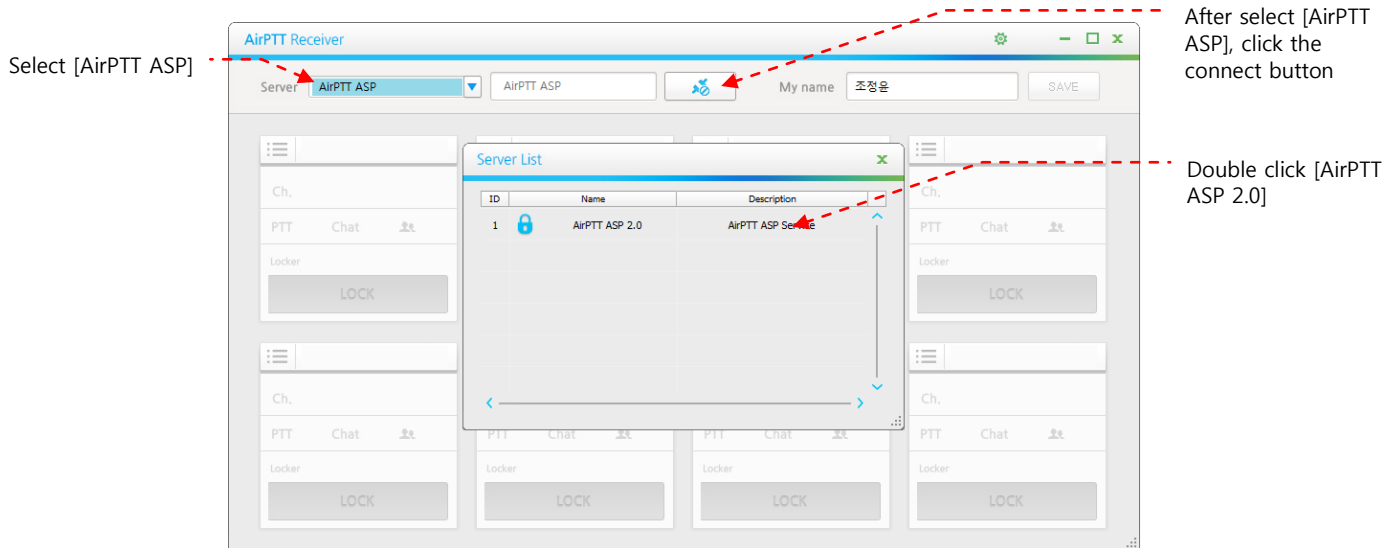 After select [AirPTT
ASP], click the
connect button
Select [AirPTT ASP]
AirPTT Receiver
Server AirPTT ASP AirPTT ASP My name 조정윤 SAVE
Server List
ID Name Description
1 AirPTT ASP 2.0 AirPTT ASP Service
Double click [AirPTT
ASP 2.0]
Ch. Ch.
PTT Chat PTT Chat
Locker Locker
LOCK LOCK
Ch. Ch.
PTT Chat PTT Chat PTT Chat PTT Chat
Locker Locker Locker Locker
LOCK LOCK LOCK LOCK